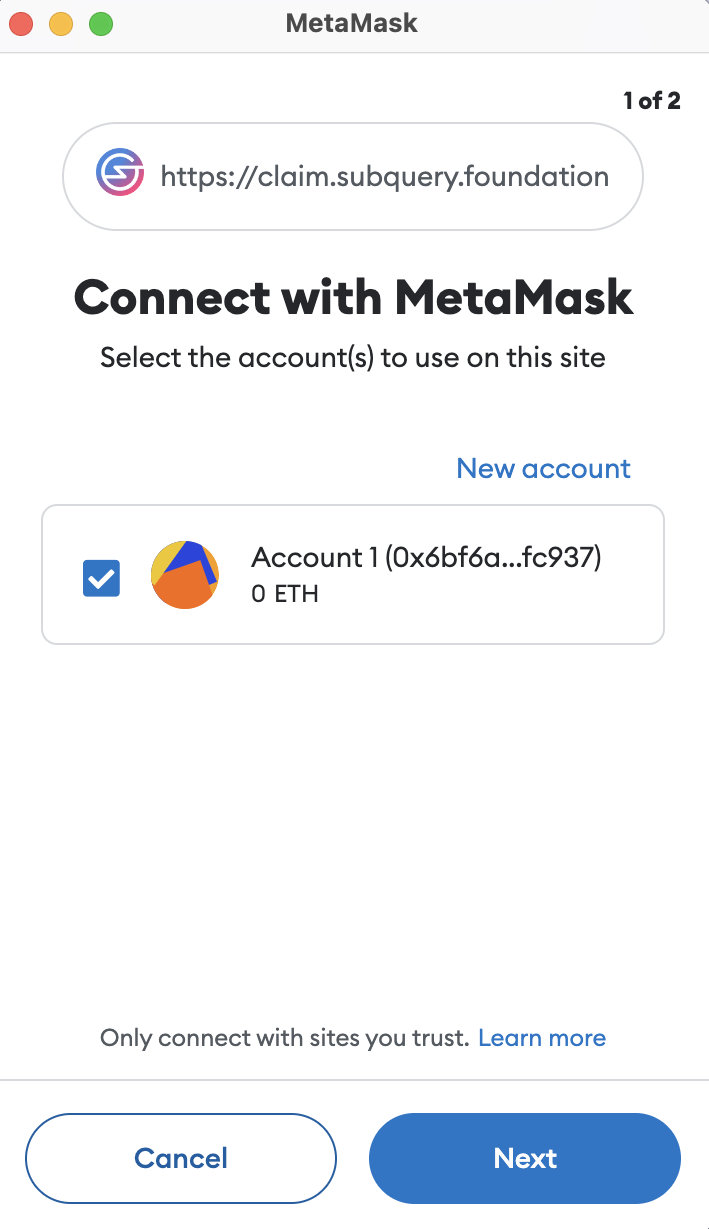 MetaMask
1 of 2
https://claim.subquery.foundation
Connect with MetaMask
Select the account(s) to use on this site
New account
Account 1 (0x6bf6a...fc937)
0 ETH
Only connect with sites you trust. Learn more
Cancel
Next